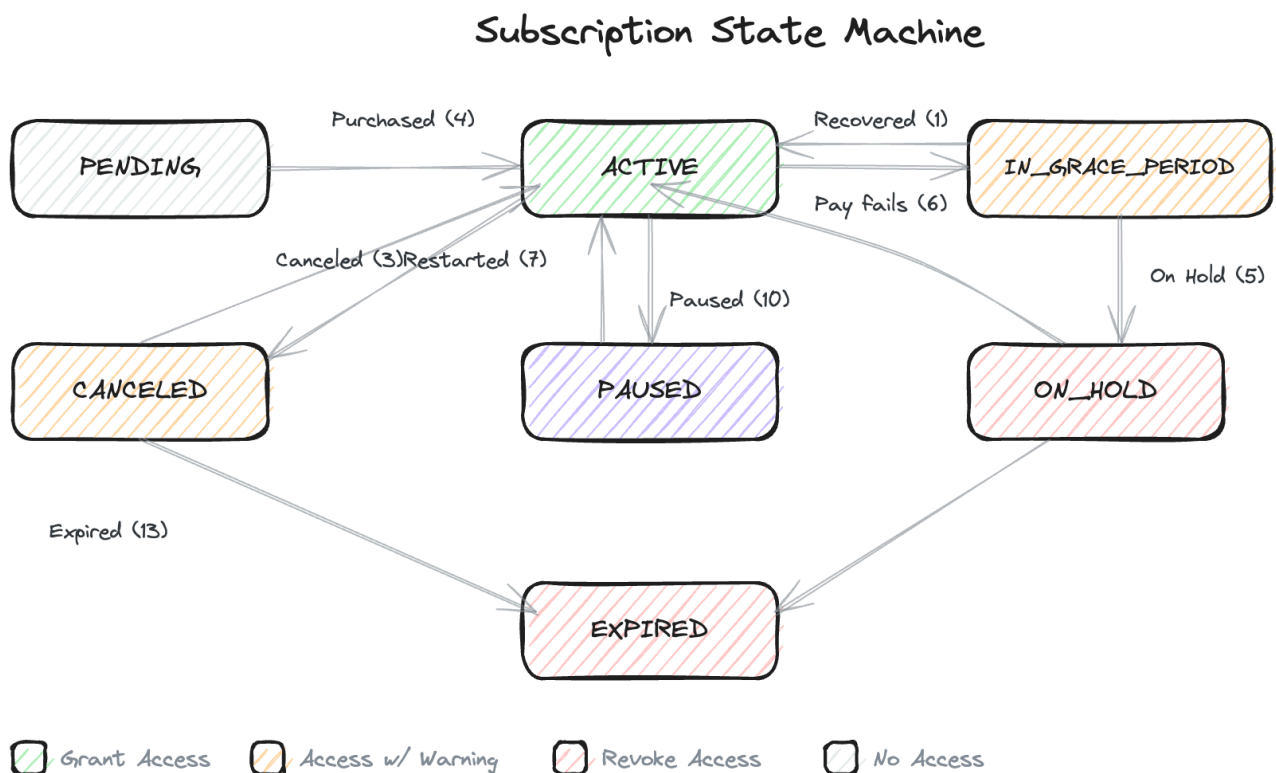 Subscription State Machine
Purchased (4)
Recovered (1)
PENDING
ACTIVE
IN_GRACE_PERIOD
Pay fails (6)
Canceled (3)
Restarted (7)
On Hold (5)
Paused (10)
CANCELED
PAUSED
ON_HOLD
Expired (13)
EXPIRED
Grant Access
Access w/ Warning
Revoke Access
No Access